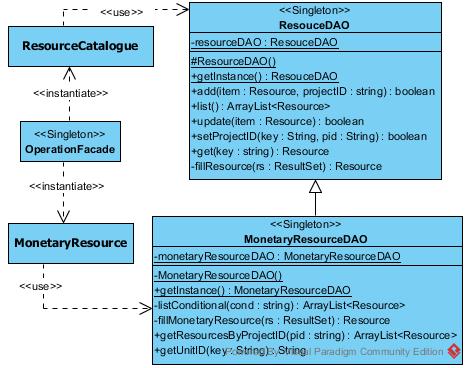 <<use>>
ResourceCatalogue
<<instantiate>>
<<Singleton>>
OperationFacade
<<instantiate>>
MonetaryResource
<<use>>
<<Singleton>>
ResouceDAO
-resourceDAO : ResouceDAO
#ResourceDAO()
+getInstance() : ResouceDAO
+add(item : Resource, projectID : string) : boolean
+list() : ArrayList<Resource>
+update(item : Resource) : boolean
+setProjectID(key : String, pid : String) : boolean
+get(key : string) : Resource
-fillResource(rs : ResultSet) : Resource
<<Singleton>>
MonetaryResourceDAO
-monetaryResourceDAO : MonetaryResourceDAO
-MonetaryResourceDAO()
+getInstance() : MonetaryResourceDAO
-listConditional(cond : string) : ArrayList<Resource>
-fillMonetaryResource(rs : ResultSet) : Resource
+getResourcesByProjectID(pid : string) : ArrayList<Resource>
+getUnitID(key : String) : String
Powered By Visual Paradigm Community Edition